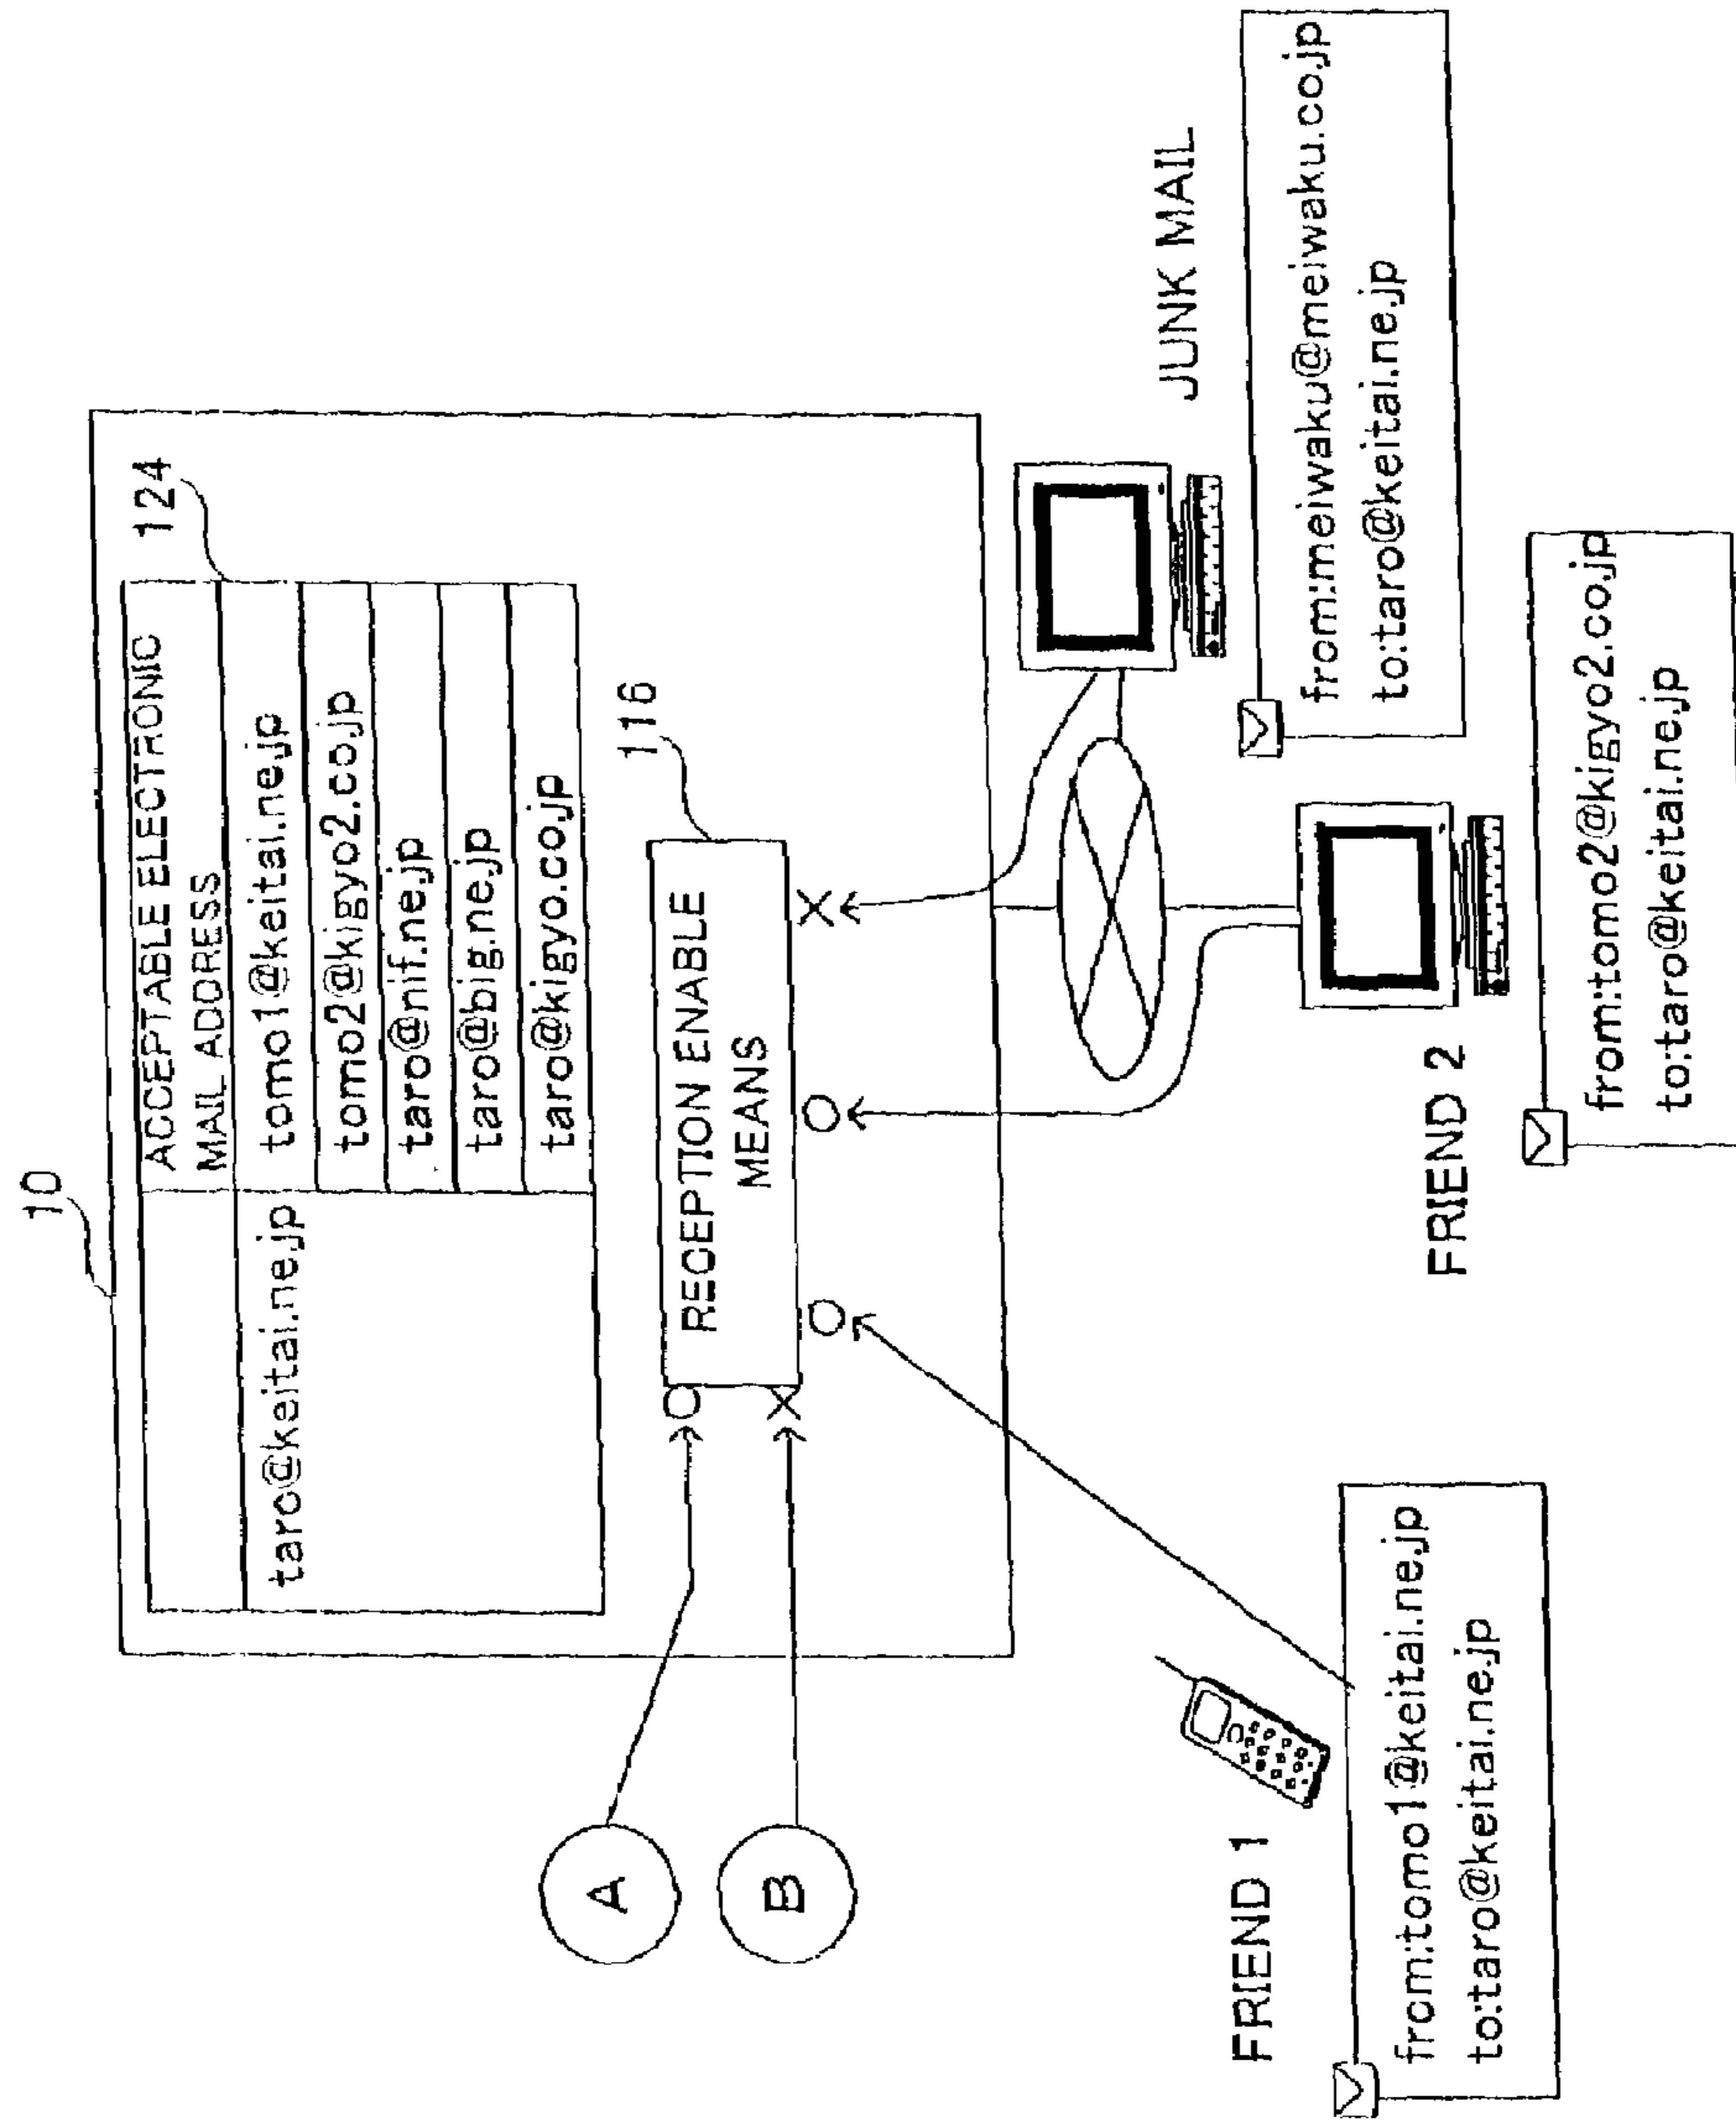 10
124
ACCEPTABLE ELECTRONIC
MAIL ADDRESS
taro@keitai.ne.jp
tomo1@keitai.ne.jp
tomo2@kigyo2.co.jp
taro@nif.ne.jp
taro@big.ne.jp
taro@kigyo.co.jp
116
RECEPTION ENABLE
MEANS
A
B
JUNK MAIL
from:meiwaku@meiwaku.co.jp
to:taro@keitai.ne.jp
FRIEND 1
from:tomo1@keitai.ne.jp
to:taro@keitai.ne.jp
FRIEND 2
from:tomo2@kigyo2.co.jp
to:taro@keitai.ne.jp